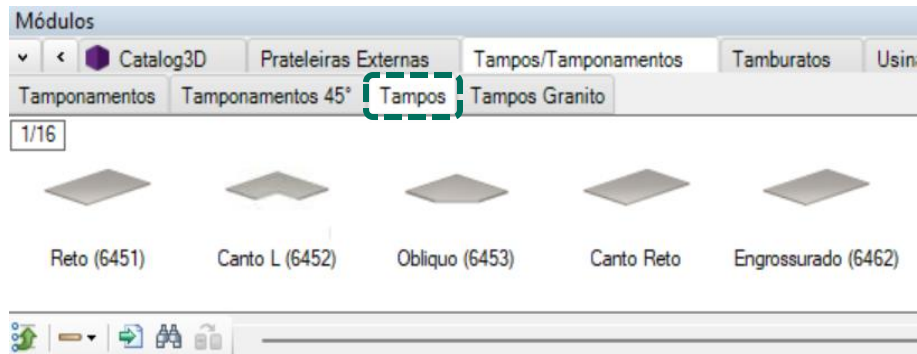 Módulos
Catalog3D Prateleiras Externas Tampos/Tamponamentos Tamburatos
Tamponamentos Tamponamentos 45° Tampos Tampos Granito
1/16
Reto (6451) Canto L (6452) Obliquo (6453) Canto Reto Engrossurado (6462)